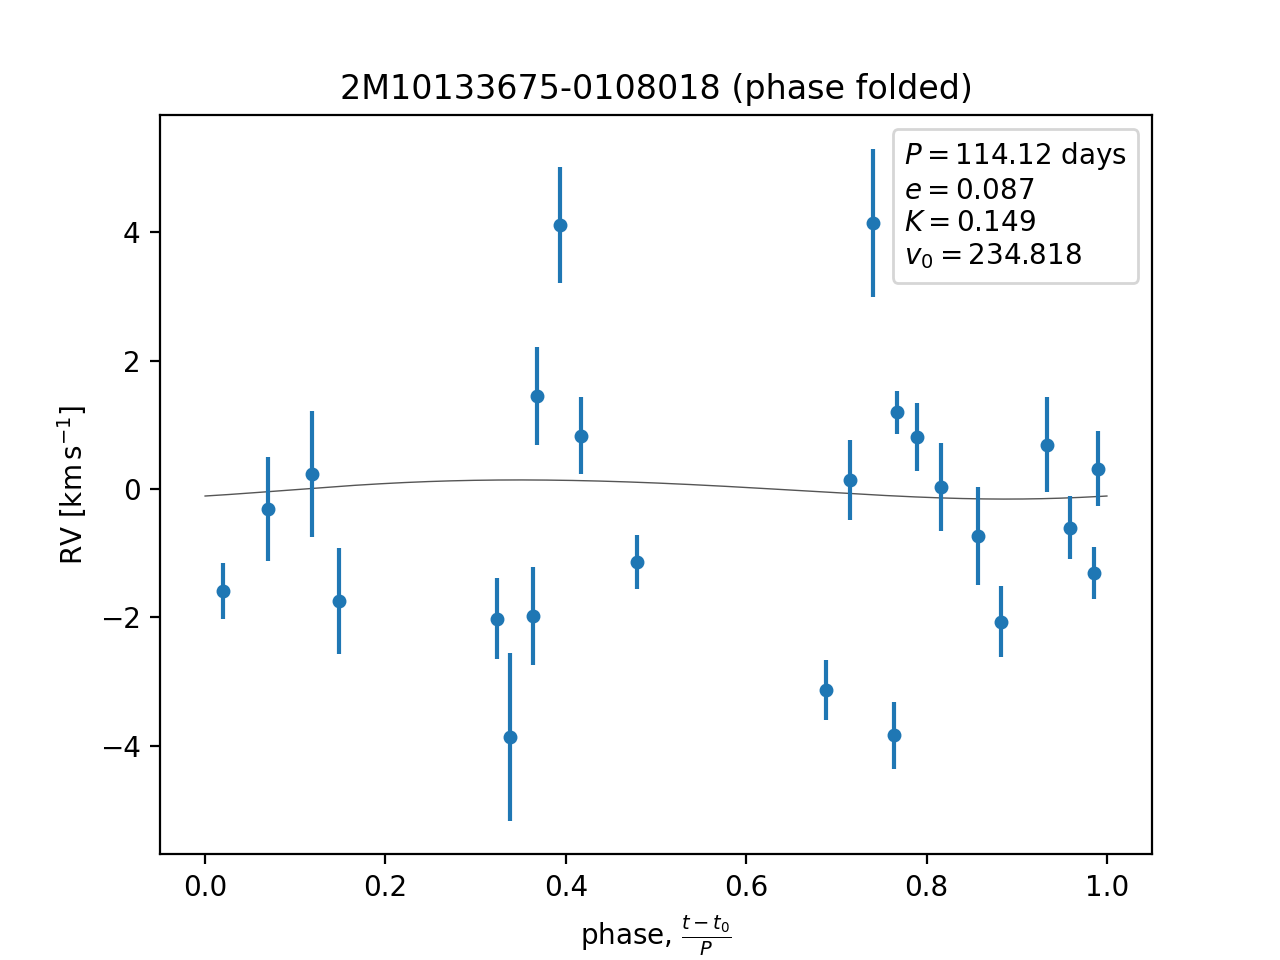 2M10133675-0108018 (phase folded)
P = 114.12 days
e = 0.087
K = 0.149
v₀ = 234.818
4
2
0
−2
−4
RV [km s⁻¹]
0.0 0.2 0.4 0.6 0.8 1.0
phase, (t − t₀)/P